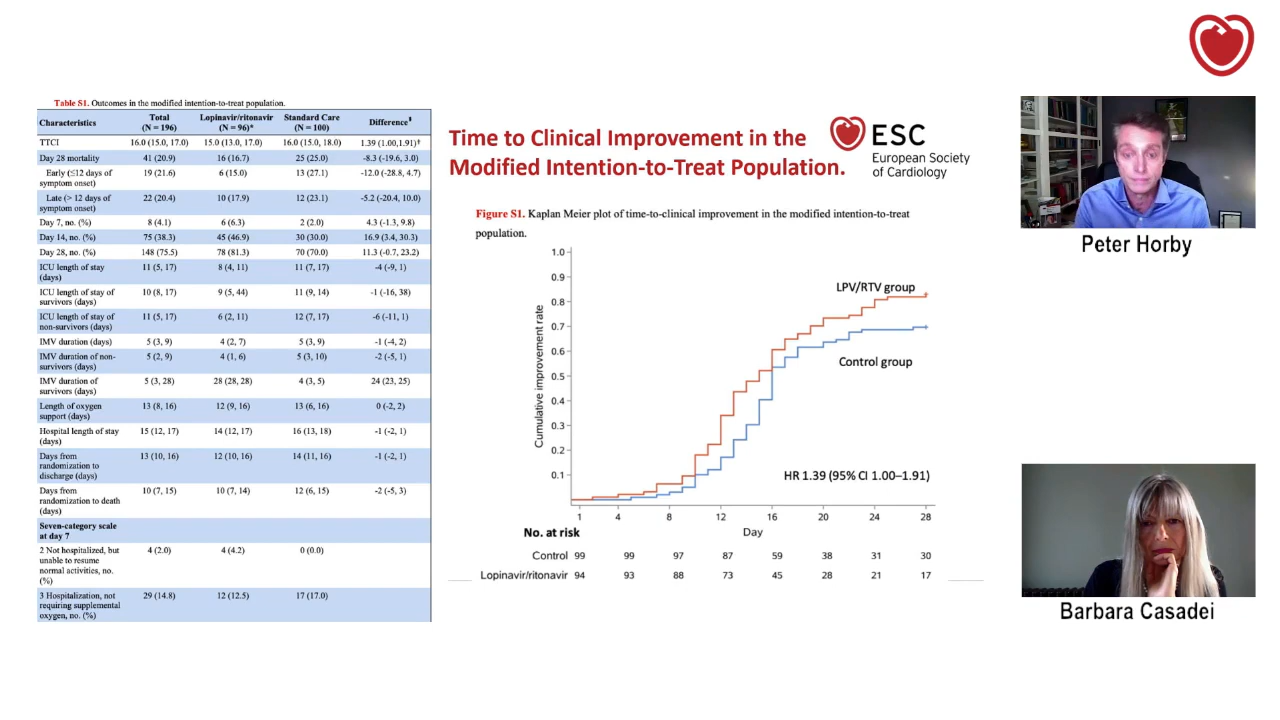 Table S1. Outcomes in the modified intention-to-treat population.
Characteristics Total (N = 196) Lopinavir/ritonavir (N = 96)* Standard Care (N = 100) Difference‖
TTCI 16.0 (15.0, 17.0) 15.0 (13.0, 17.0) 16.0 (15.0, 18.0) 1.39 (1.00,1.91)†
Day 28 mortality 41 (20.9) 16 (16.7) 25 (25.0) -8.3 (-19.6, 3.0)
Early (≤12 days of symptom onset) 19 (21.6) 6 (15.0) 13 (27.1) -12.0 (-28.8, 4.7)
Late (> 12 days of symptom onset) 22 (20.4) 10 (17.9) 12 (23.1) -5.2 (-20.4, 10.0)
Day 7, no. (%) 8 (4.1) 6 (6.3) 2 (2.0) 4.3 (-1.3, 9.8)
Day 14, no. (%) 75 (38.3) 45 (46.9) 30 (30.0) 16.9 (3.4, 30.3)
Day 28, no. (%) 148 (75.5) 78 (81.3) 70 (70.0) 11.3 (-0.7, 23.2)
ICU length of stay (days) 11 (5, 17) 8 (4, 11) 11 (7, 17) -4 (-9, 1)
ICU length of stay of survivors (days) 10 (8, 17) 9 (5, 44) 11 (9, 14) -1 (-16, 38)
ICU length of stay of non-survivors (days) 11 (5, 17) 6 (2, 11) 12 (7, 17) -6 (-11, 1)
IMV duration (days) 5 (3, 9) 4 (2, 7) 5 (3, 9) -1 (-4, 2)
IMV duration of non-survivors (days) 5 (2, 9) 4 (1, 6) 5 (3, 10) -2 (-5, 1)
IMV duration of survivors (days) 5 (3, 28) 28 (28, 28) 4 (3, 5) 24 (23, 25)
Length of oxygen support (days) 13 (8, 16) 12 (9, 16) 13 (6, 16) 0 (-2, 2)
Hospital length of stay (days) 15 (12, 17) 14 (12, 17) 16 (13, 18) -1 (-2, 1)
Days from randomization to discharge (days) 13 (10, 16) 12 (10, 16) 14 (11, 16) -1 (-2, 1)
Days from randomization to death (days) 10 (7, 15) 10 (7, 14) 12 (6, 15) -2 (-5, 3)
Seven-category scale at day 7
2 Not hospitalized, but unable to resume normal activities, no. (%) 4 (2.0) 4 (4.2) 0 (0.0)
3 Hospitalization, not requiring supplemental oxygen, no. (%) 29 (14.8) 12 (12.5) 17 (17.0)
Time to Clinical Improvement in the
Modified Intention-to-Treat Population.
ESC
European Society
of Cardiology
Figure S1. Kaplan Meier plot of time-to-clinical improvement in the modified intention-to-treat
population.
Cumulative improvement rate
1.0
0.9
0.8
0.7
0.6
0.5
0.4
0.3
0.2
0.1
LPV/RTV group
Control group
HR 1.39 (95% CI 1.00–1.91)
1 4 8 12 16 20 24 28
No. at risk
Day
Control 99 99 97 87 59 38 31 30
Lopinavir/ritonavir 94 93 88 73 45 28 21 17
Peter Horby
Barbara Casadei